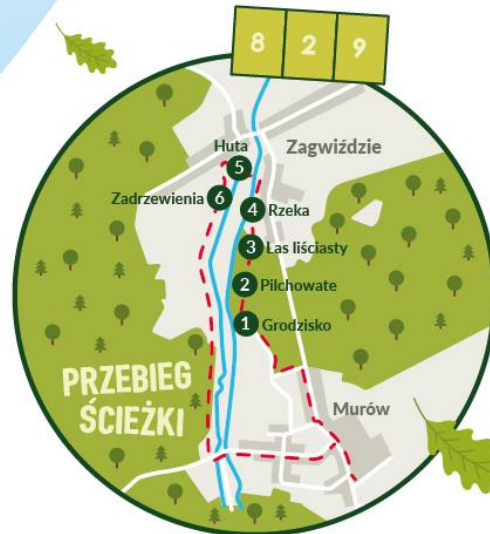 8 2 9
Huta
5
Zagwiździe
Zadrzewienia 6
4 Rzeka
3 Las liściasty
2 Pilchowate
1 Grodzisko
PRZEBIEG
ŚCIEŻKI
Murów